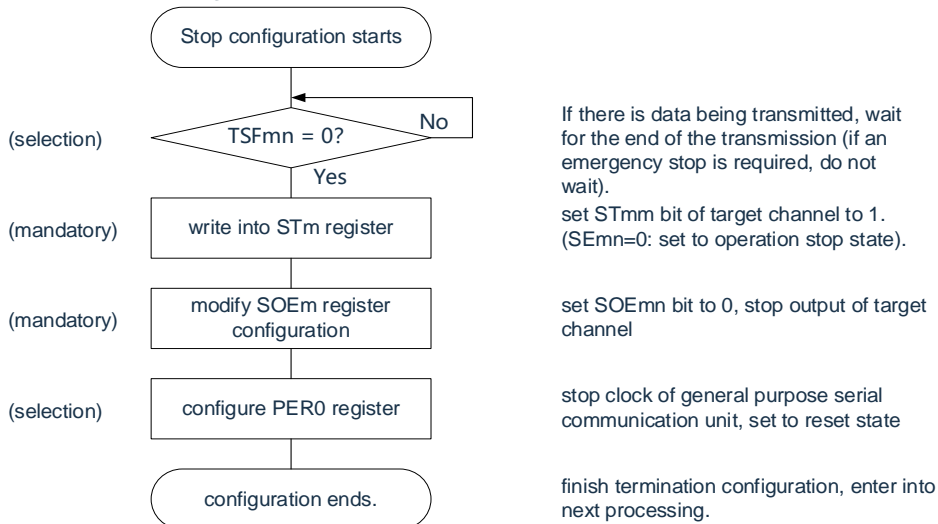 Stop configuration starts
(selection)
TSFmn = 0?
No
Yes
If there is data being transmitted, wait
for the end of the transmission (if an
emergency stop is required, do not
wait).
(mandatory)
write into STm register
set STmm bit of target channel to 1.
(SEmn=0: set to operation stop state).
(mandatory)
modify SOEm register
configuration
set SOEmn bit to 0, stop output of target
channel
(selection)
configure PER0 register
stop clock of general purpose serial
communication unit, set to reset state
configuration ends.
finish termination configuration, enter into
next processing.